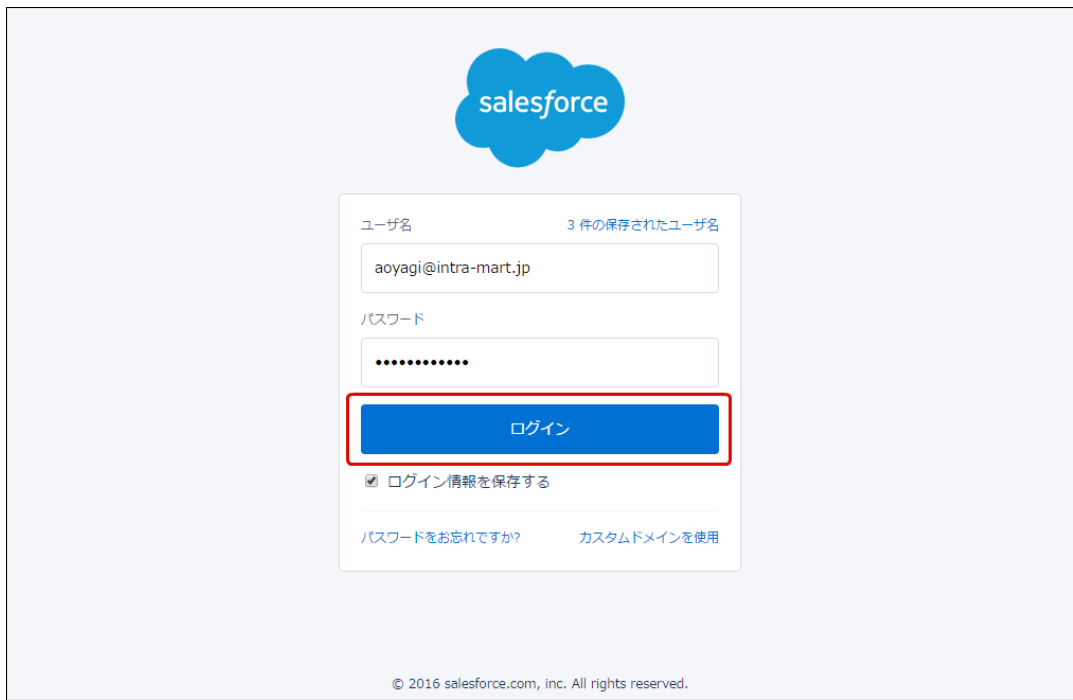 salesforce
ユーザ名 3 件の保存されたユーザ名
aoyagi@intra-mart.jp
パスワード
••••••••••••
ログイン
ログイン情報を保存する
パスワードをお忘れですか? カスタムドメインを使用
© 2016 salesforce.com, inc. All rights reserved.